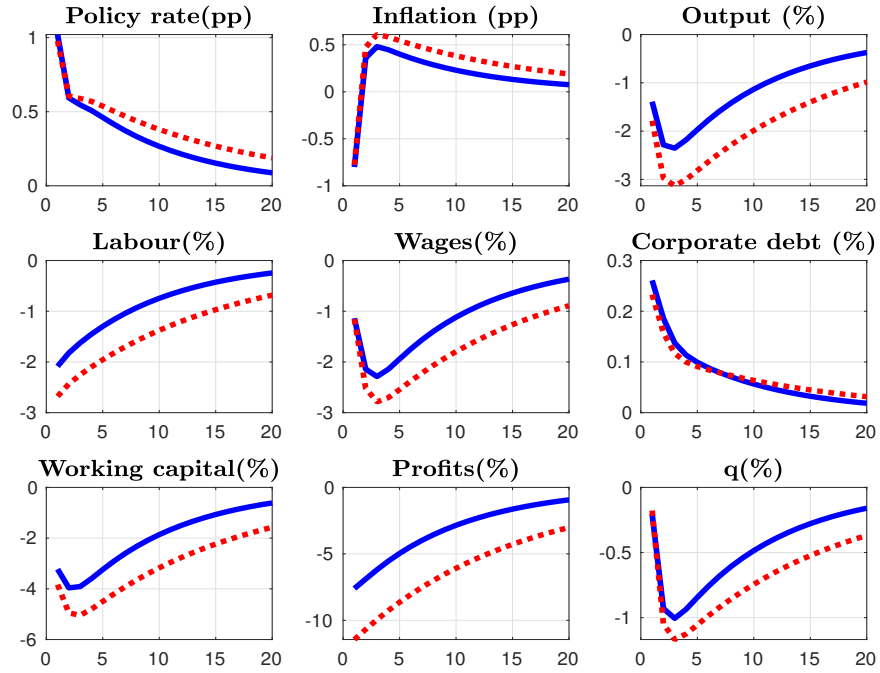 Policy rate(pp)
1
0.5
0
0 5 10 15 20
Inflation (pp)
0.5
0
-0.5
-1
0 5 10 15 20
Output (%)
0
-1
-2
-3
0 5 10 15 20
Labour(%)
0
-1
-2
-3
0 5 10 15 20
Wages(%)
0
-1
-2
-3
0 5 10 15 20
Corporate debt (%)
0.3
0.2
0.1
0
0 5 10 15 20
Working capital(%)
0
-2
-4
-6
0 5 10 15 20
Profits(%)
0
-5
-10
0 5 10 15 20
q(%)
0
-0.5
-1
0 5 10 15 20